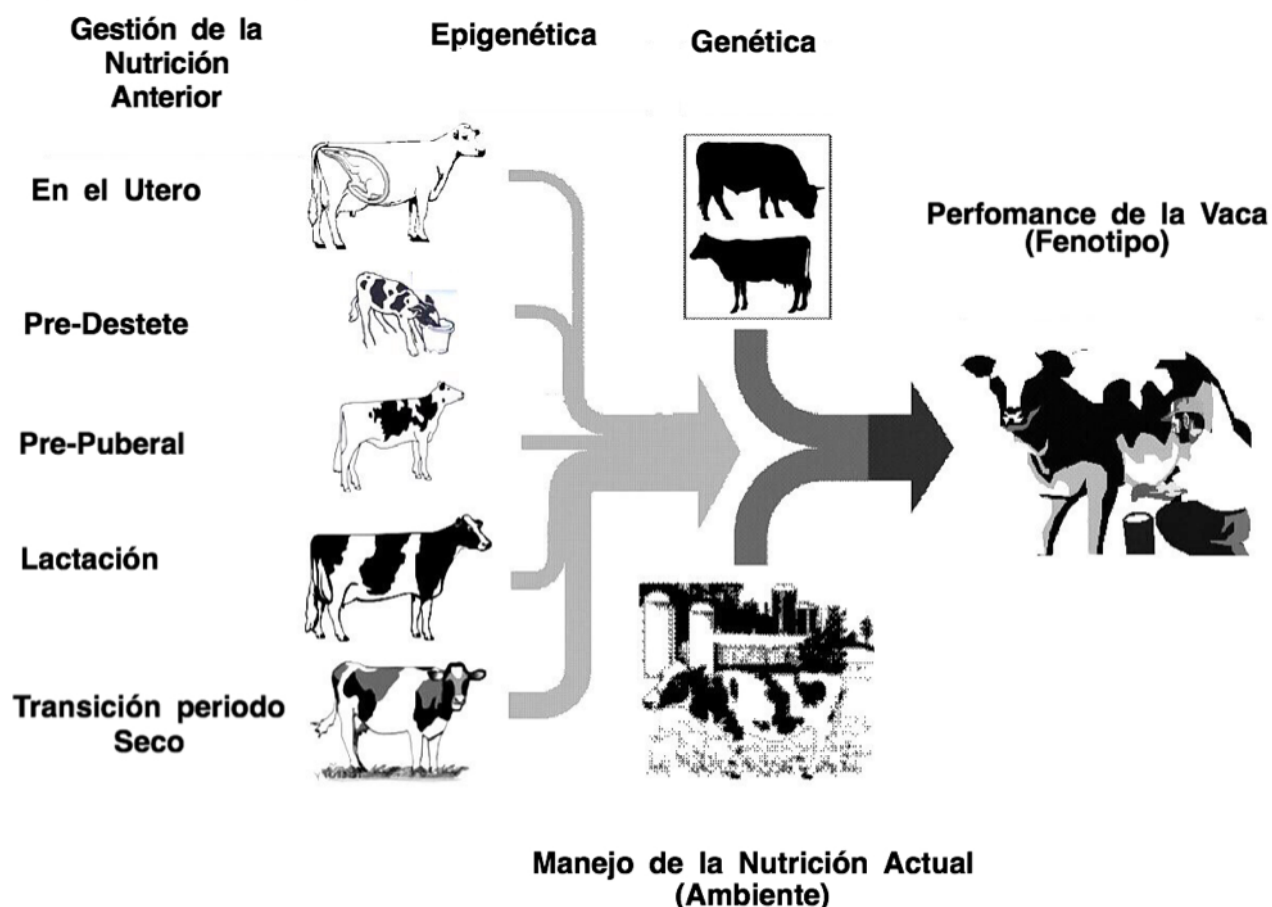 Gestión de la
Nutrición
Anterior
Epigenética
Genética
En el Utero
Pre-Destete
Pre-Puberal
Lactación
Transición periodo
Seco
Perfomance de la Vaca
(Fenotipo)
Manejo de la Nutrición Actual
(Ambiente)